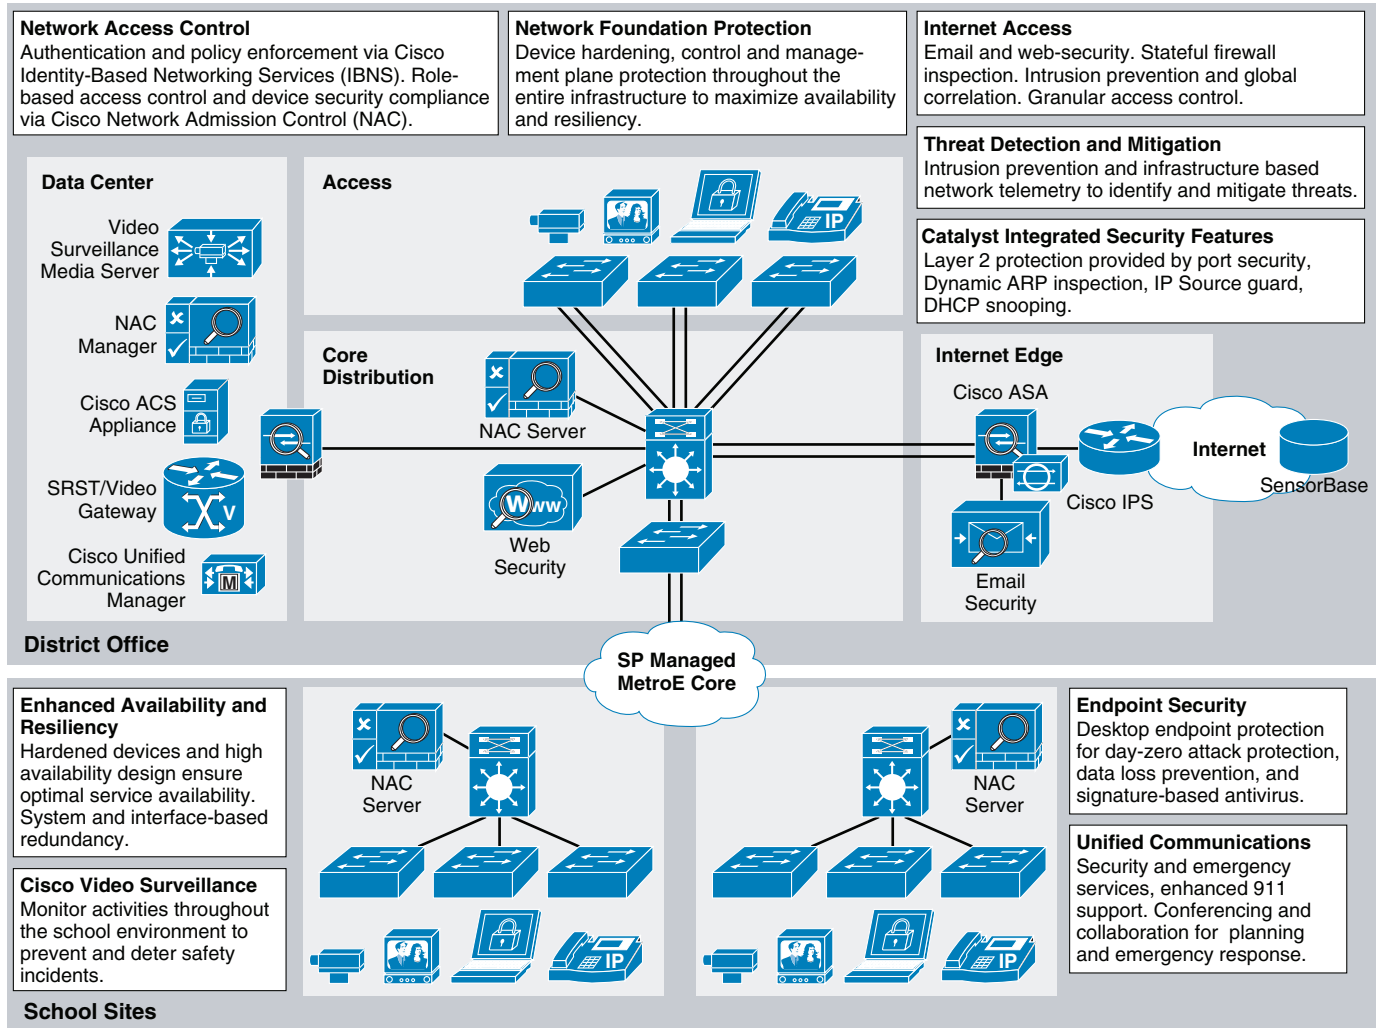 Network Access Control
Authentication and policy enforcement via Cisco
Identity-Based Networking Services (IBNS). Role-
based access control and device security compliance
via Cisco Network Admission Control (NAC).
Network Foundation Protection
Device hardening, control and manage-
ment plane protection throughout the
entire infrastructure to maximize availability
and resiliency.
Internet Access
Email and web-security. Stateful firewall
inspection. Intrusion prevention and global
correlation. Granular access control.
Threat Detection and Mitigation
Intrusion prevention and infrastructure based
network telemetry to identify and mitigate threats.
Catalyst Integrated Security Features
Layer 2 protection provided by port security,
Dynamic ARP inspection, IP Source guard,
DHCP snooping.
Data Center
Video
Surveillance
Media Server
NAC
Manager
Cisco ACS
Appliance
SRST/Video
Gateway
V
Cisco Unified
Communications
Manager
M
Access
IP
Core
Distribution
NAC Server
Www
Web
Security
Internet Edge
Cisco ASA
Internet
SensorBase
Cisco IPS
Email
Security
District Office
SP Managed
MetroE Core
Enhanced Availability and
Resiliency
Hardened devices and high
availability design ensure
optimal service availability.
System and interface-based
redundancy.
Cisco Video Surveillance
Monitor activities throughout
the school environment to
prevent and deter safety
incidents.
NAC
Server
IP
NAC
Server
IP
Endpoint Security
Desktop endpoint protection
for day-zero attack protection,
data loss prevention, and
signature-based antivirus.
Unified Communications
Security and emergency
services, enhanced 911
support. Conferencing and
collaboration for planning
and emergency response.
School Sites